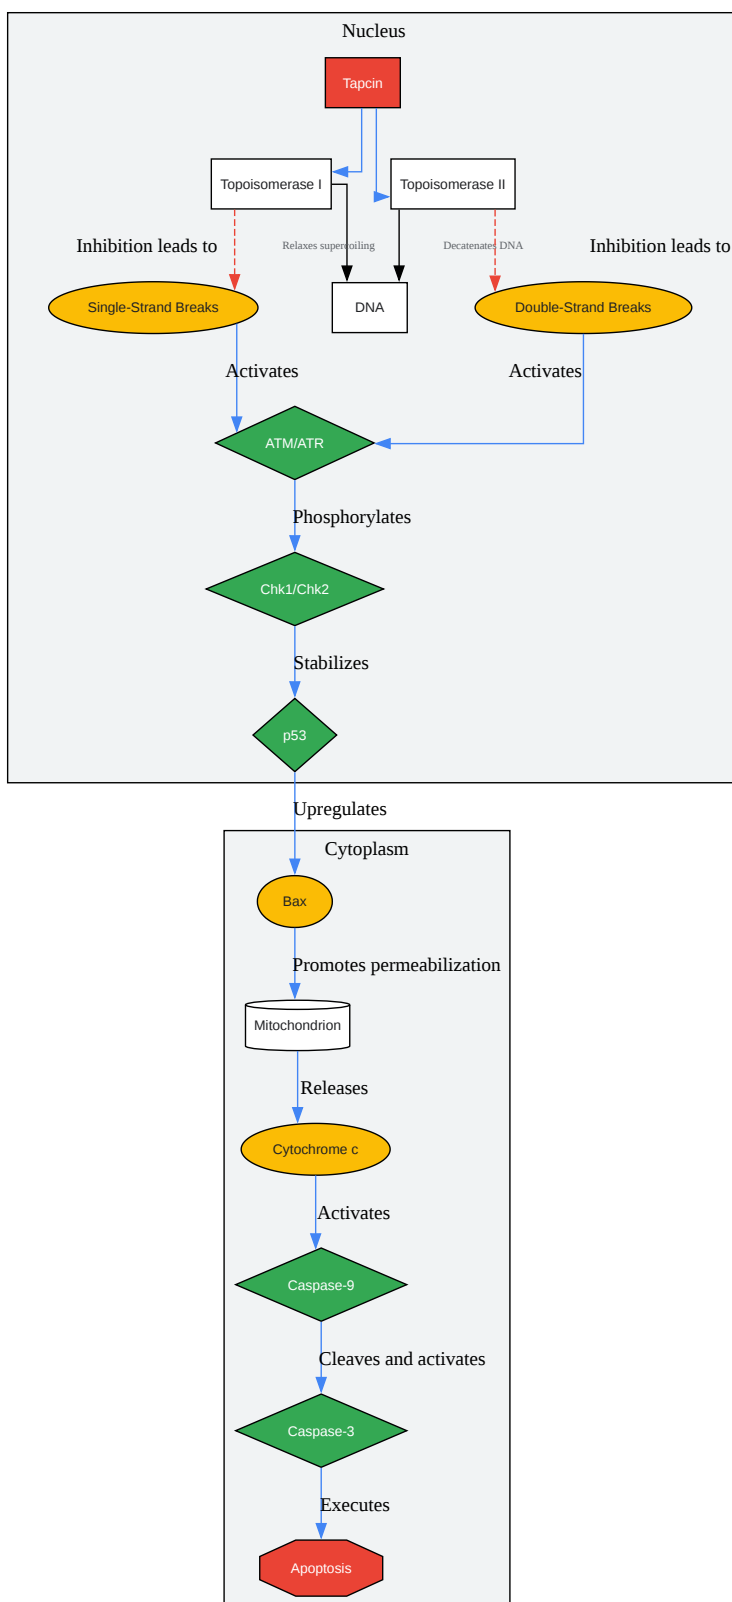 Nucleus
Tapcin
Topoisomerase I
Topoisomerase II
Inhibition leads to
Relaxes supercoiling
Decatenates DNA
Inhibition leads to
Single-Strand Breaks
DNA
Double-Strand Breaks
Activates
Activates
ATM/ATR
Phosphorylates
Chk1/Chk2
Stabilizes
p53
Upregulates
Cytoplasm
Bax
Promotes permeabilization
Mitochondrion
Releases
Cytochrome c
Activates
Caspase-9
Cleaves and activates
Caspase-3
Executes
Apoptosis